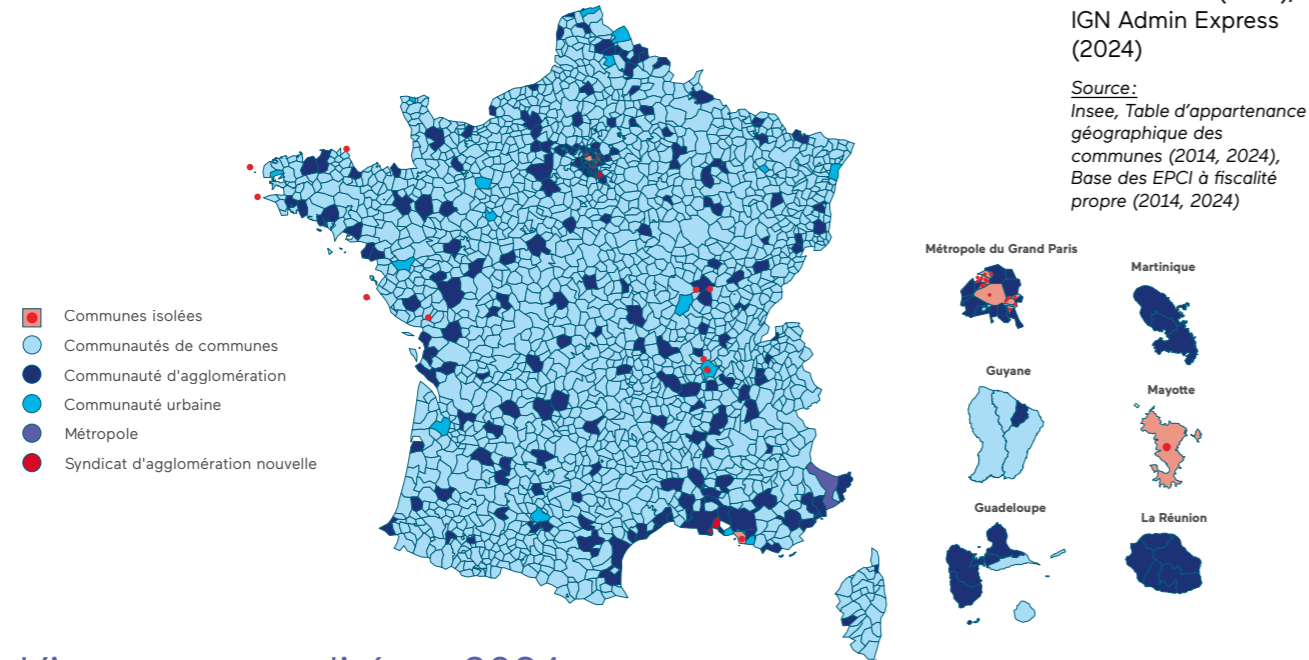 IGN Admin Express
(2024)
Source:
Insee, Table d'appartenance
géographique des
communes (2014, 2024),
Base des EPCI à fiscalité
propre (2014, 2024)
Métropole du Grand Paris
Martinique
Communes isolées
Communautés de communes
Communauté d'agglomération
Communauté urbaine
Métropole
Syndicat d'agglomération nouvelle
Guyane
Mayotte
Guadeloupe
La Réunion